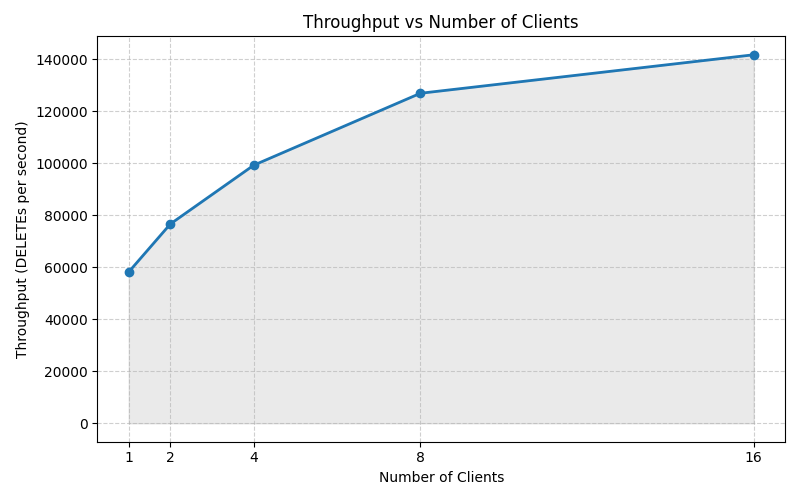 Throughput vs Number of Clients
Throughput (DELETEs per second)
140000
120000
100000
80000
60000
40000
20000
0
1 2 4 8 16
Number of Clients